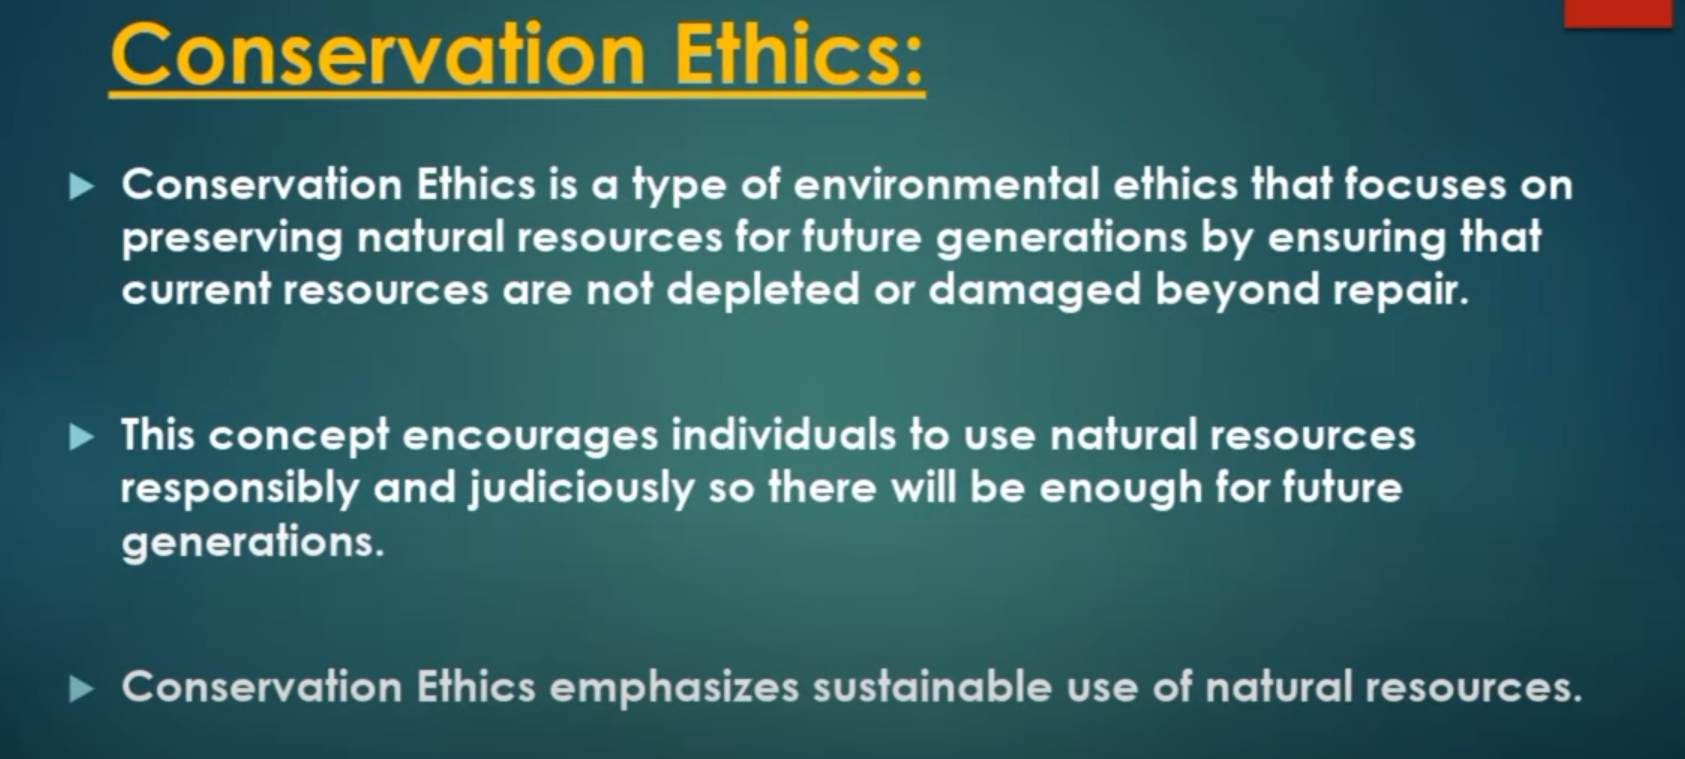 Conservation Ethics:
Conservation Ethics is a type of environmental ethics that focuses on
preserving natural resources for future generations by ensuring that
current resources are not depleted or damaged beyond repair.
This concept encourages individuals to use natural resources
responsibly and judiciously so there will be enough for future
generations.
Conservation Ethics emphasizes sustainable use of natural resources.